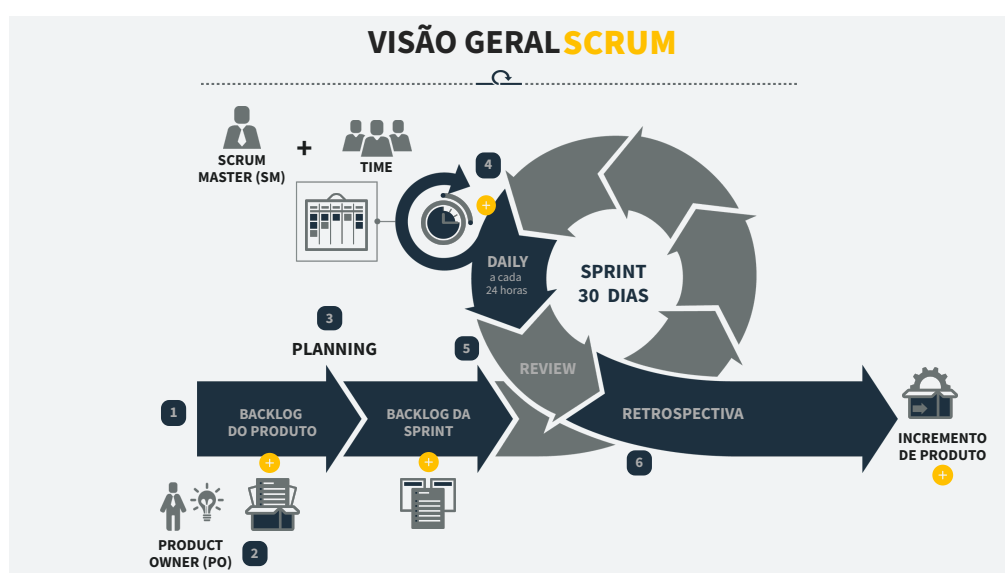 VISÃO GERAL SCRUM
SCRUM
MASTER (SM)
+
TIME
4
+
DAILY
a cada
24 horas
SPRINT
30 DIAS
3
PLANNING
5
REVIEW
1
BACKLOG
DO PRODUTO
+
BACKLOG DA
SPRINT
+
RETROSPECTIVA
6
INCREMENTO
DE PRODUTO
+
PRODUCT
OWNER (PO)
2